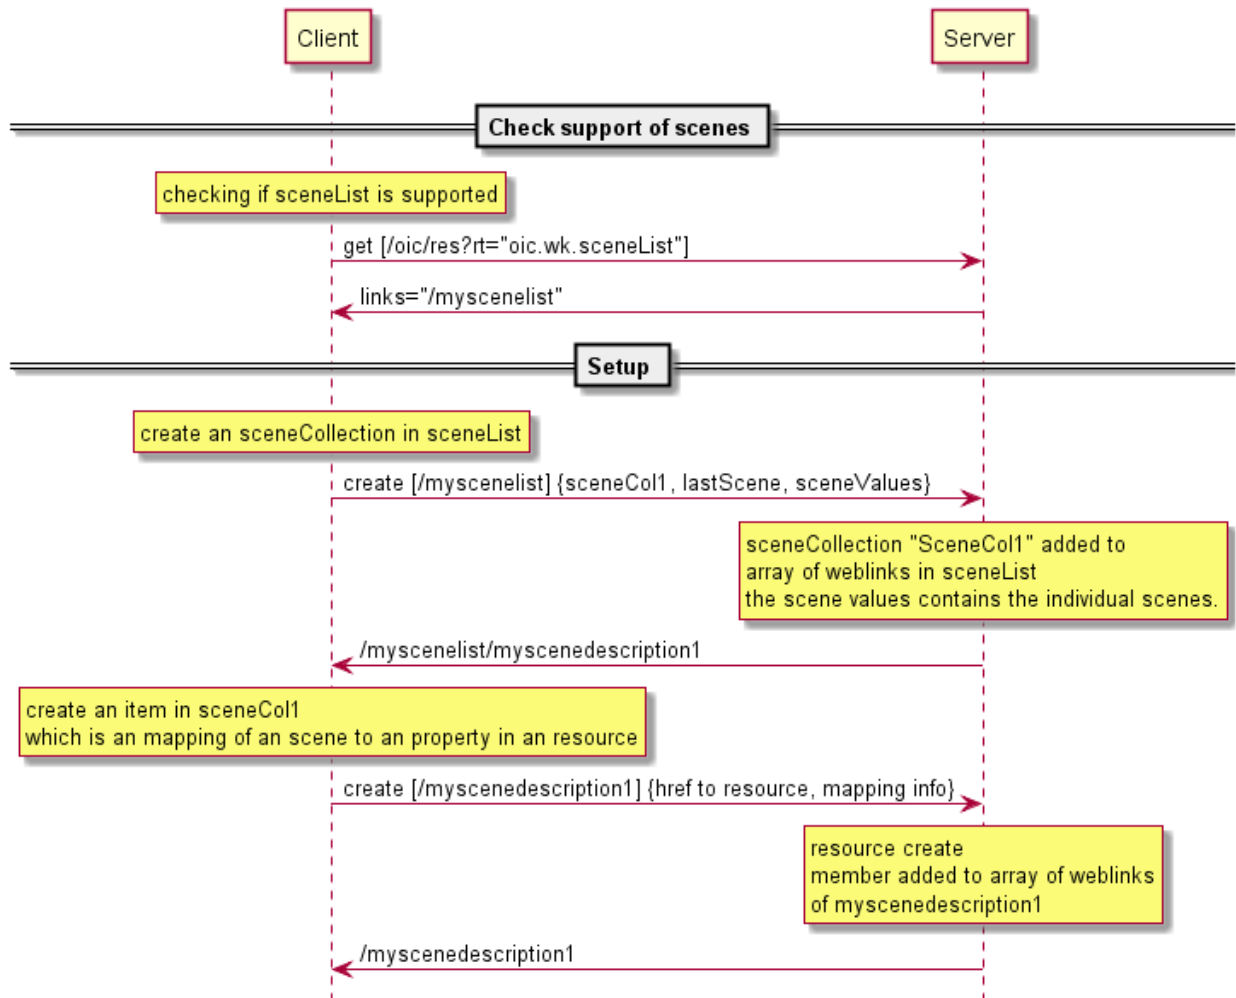 Client
Server
Check support of scenes
checking if sceneList is supported
get [/oic/res?rt="oic.wk.sceneList"]
links="/myscenelist"
Setup
create an sceneCollection in sceneList
create [/myscenelist] {sceneCol1, lastScene, sceneValues}
sceneCollection "SceneCol1" added to
array of weblinks in sceneList
the scene values contains the individual scenes.
/myscenelist/myscenedescription1
create an item in sceneCol1
which is an mapping of an scene to an property in an resource
create [/myscenedescription1] {href to resource, mapping info}
resource create
member added to array of weblinks
of myscenedescription1
/myscenedescription1